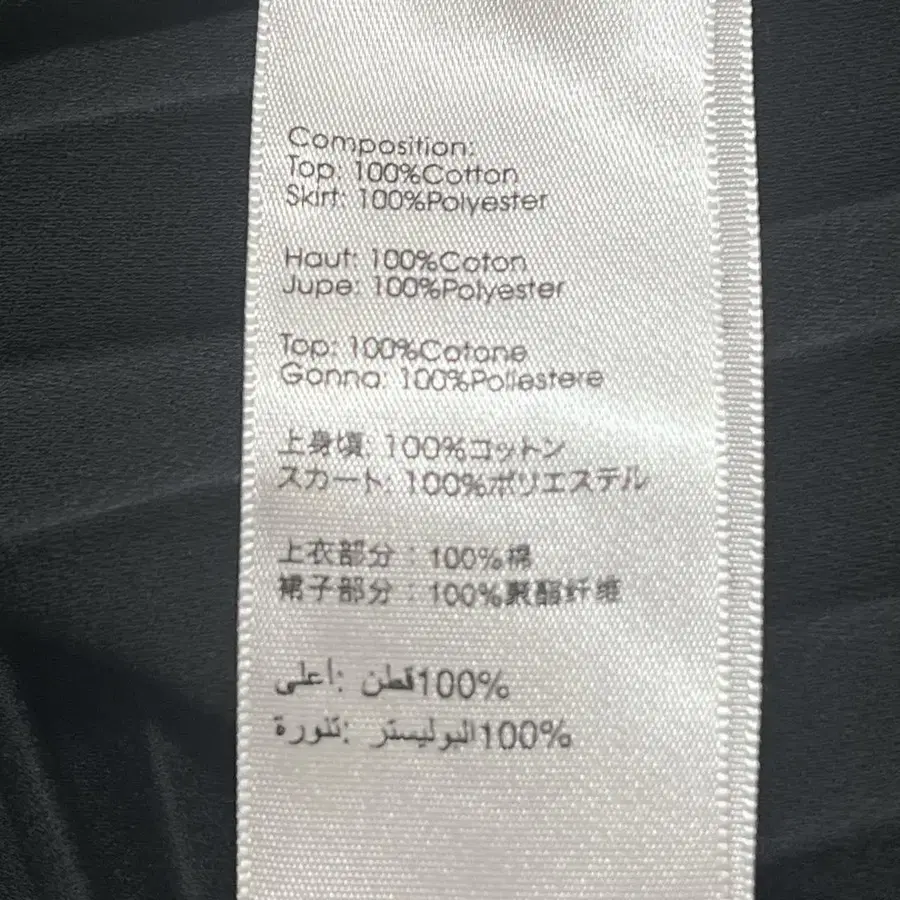 Composition:
Top: 100%Cotton
Skirt: 100%Polyester
Haut: 100%Coton
Jupe: 100%Polyester
Top: 100%Cotone
Gonna: 100%Poliestere
上身頃: 100%コットン
スカート: 100%ポリエステル
上衣部分：100%棉
裙子部分：100%聚酯纤维
أعلى: قطن100%
تنورة: البوليستر100%